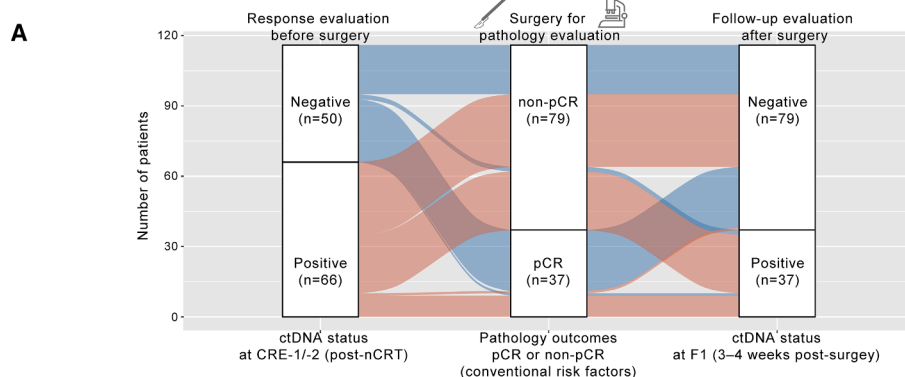 A
Response evaluation
before surgery
Surgery for
pathology evaluation
Follow-up evaluation
after surgery
Number of patients
120
90
60
30
0
Negative
(n=50)
Positive
(n=66)
non-pCR
(n=79)
pCR
(n=37)
Negative
(n=79)
Positive
(n=37)
ctDNA status
at CRE-1/-2 (post-nCRT)
Pathology outcomes
pCR or non-pCR
(conventional risk factors)
ctDNA status
at F1 (3–4 weeks post-surgey)